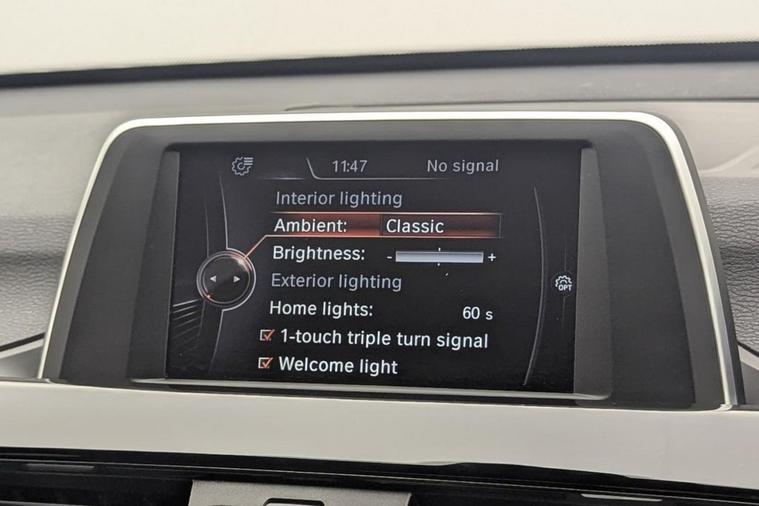 11:47 No signal
Interior lighting
Ambient: Classic
Brightness: - +
Exterior lighting
OPT
Home lights: 60 s
1-touch triple turn signal
Welcome light